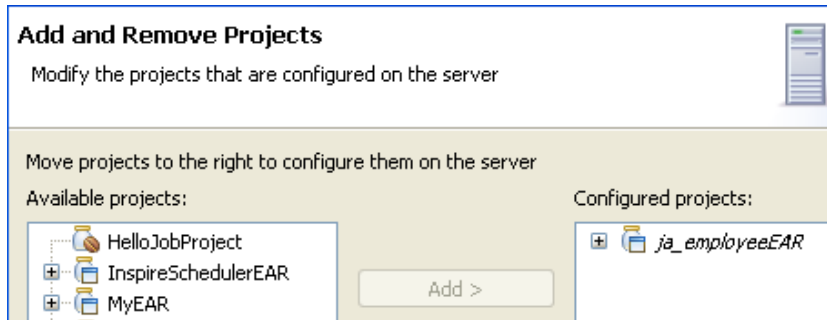 Add and Remove Projects
Modify the projects that are configured on the server
Move projects to the right to configure them on the server
Available projects:
Configured projects:
HelloJobProject
InspireSchedulerEAR
MyEAR
Add >
ja_employeeEAR